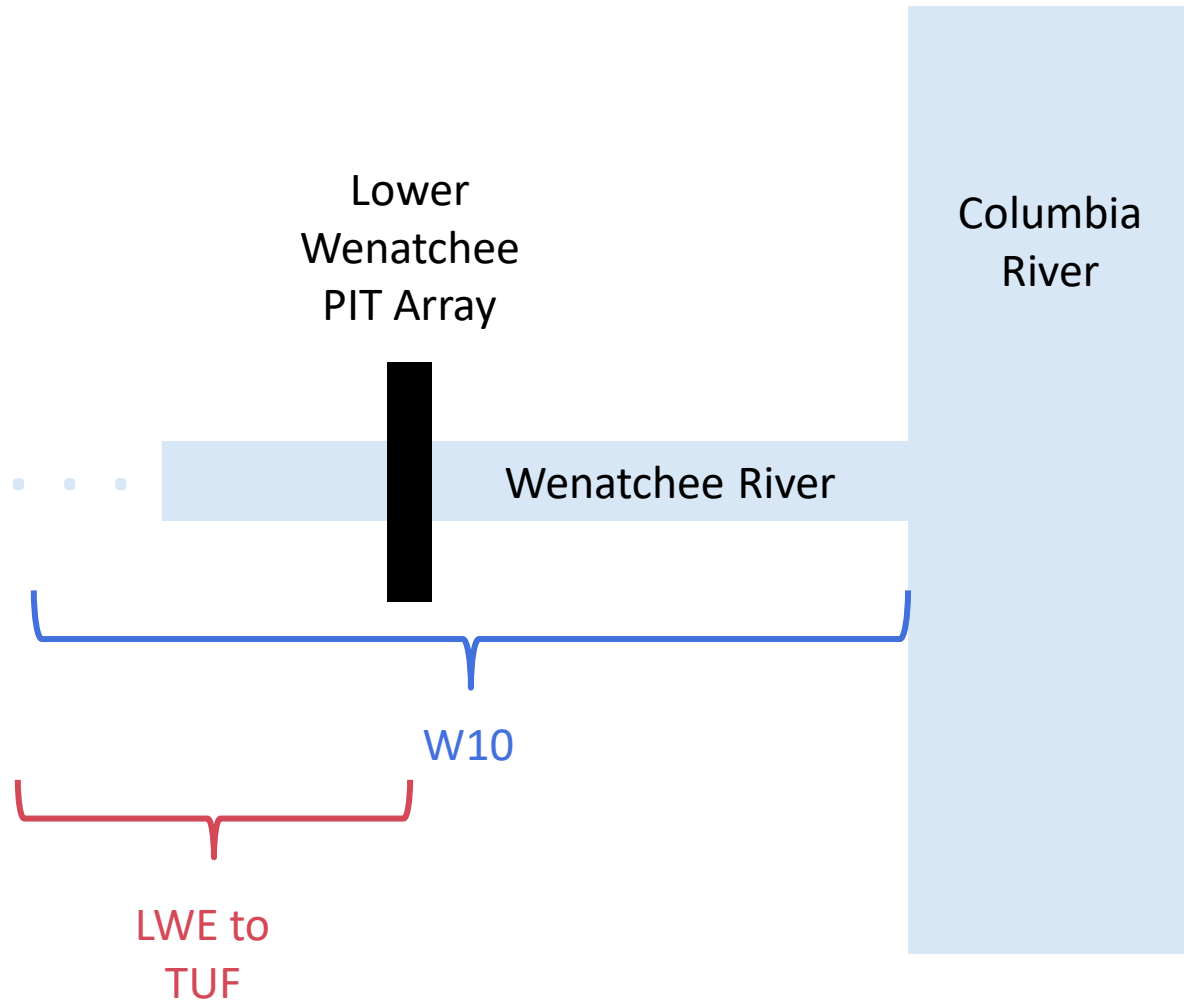 Lower
Wenatchee
PIT Array
Columbia
River
Wenatchee River
W10
LWE to
TUF